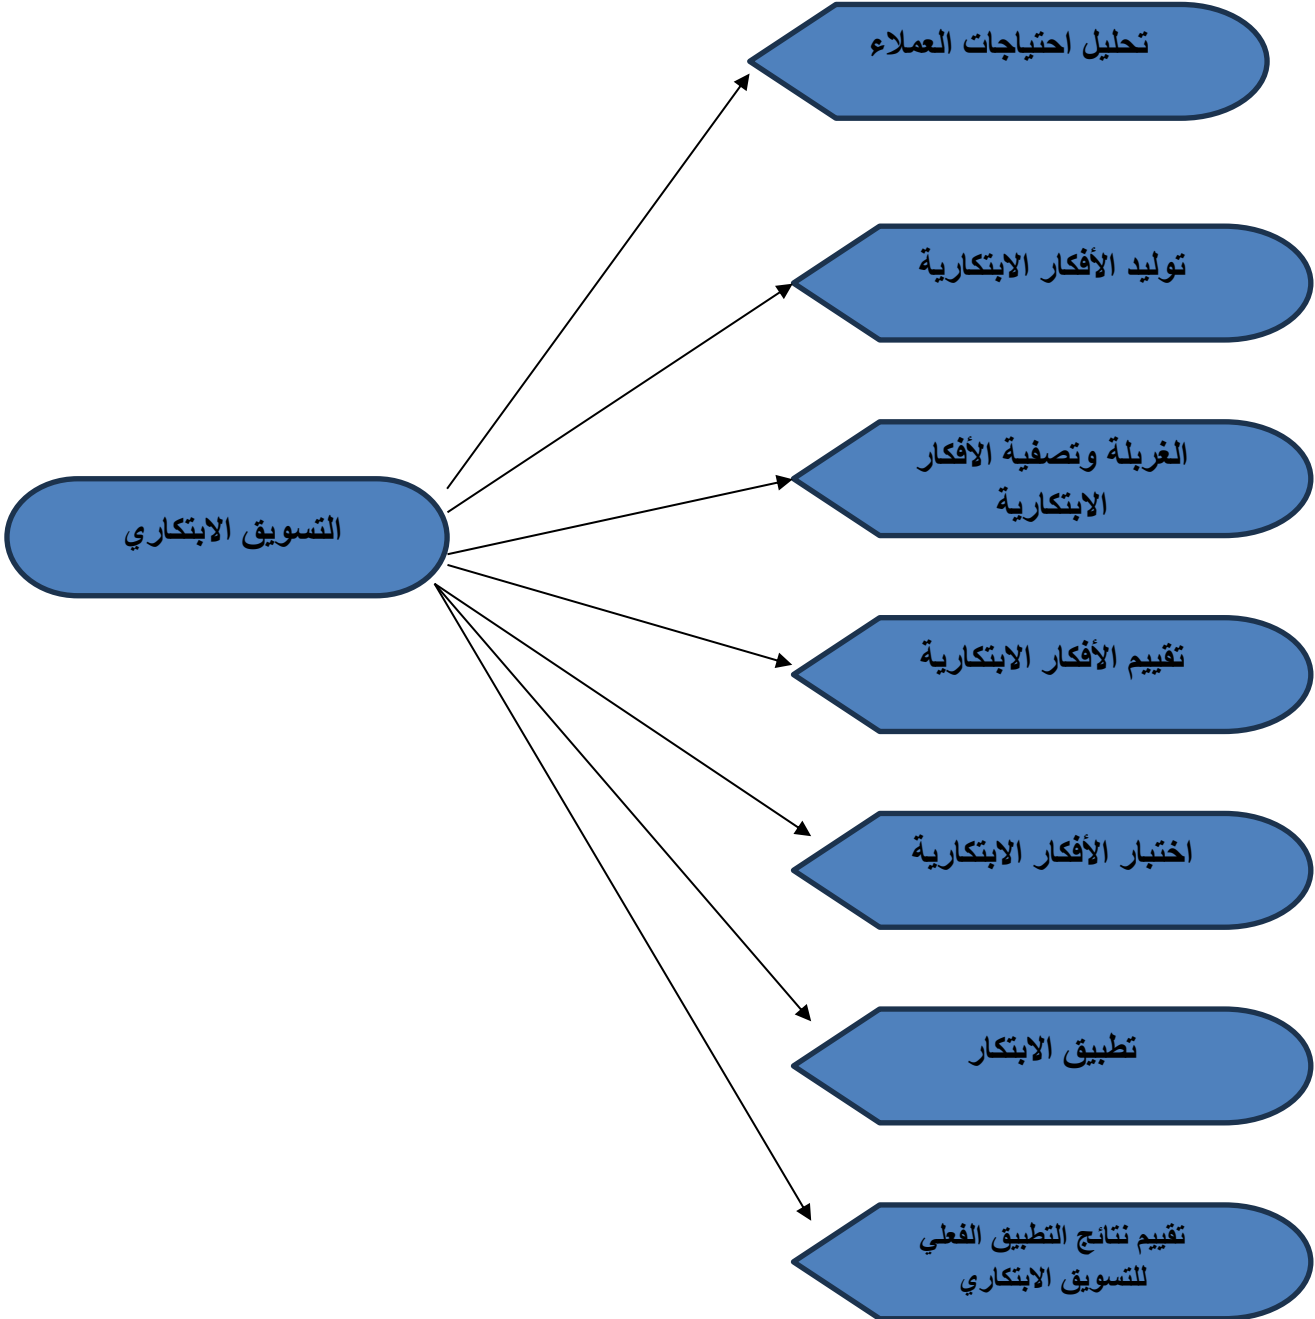 تحليل احتياجات العملاء
توليد الأفكار الابتكارية
الغربلة وتصفية الأفكار
الابتكارية
التسويق الابتكاري
تقييم الأفكار الابتكارية
اختبار الأفكار الابتكارية
تطبيق الابتكار
تقييم نتائج التطبيق الفعلي
للتسويق الابتكاري